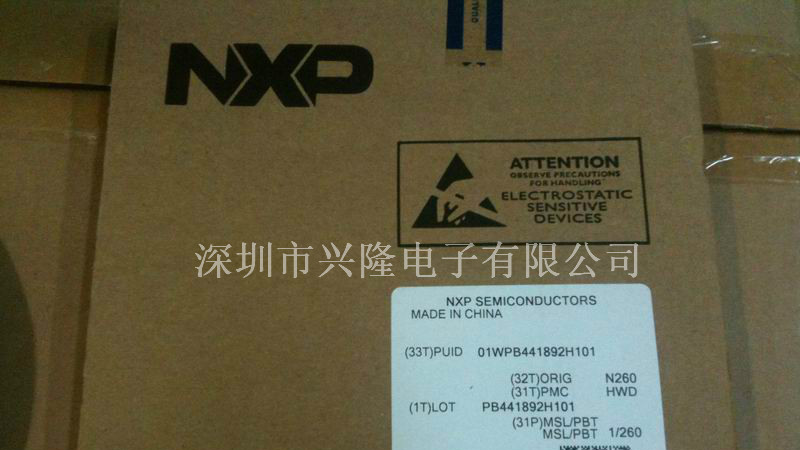 QUAL
NXP
ATTENTION
OBSERVE PRECAUTIONS
FOR HANDLING
ELECTROSTATIC
SENSITIVE
DEVICES
深圳市兴隆电子有限公司
NXP SEMICONDUCTORS
MADE IN CHINA
(33T)PUID 01WPB441892H101
(32T)ORIG N260
(31T)PMC HWD
(1T)LOT PB441892H101
(31P)MSL/PBT
MSL/PBT 1/260